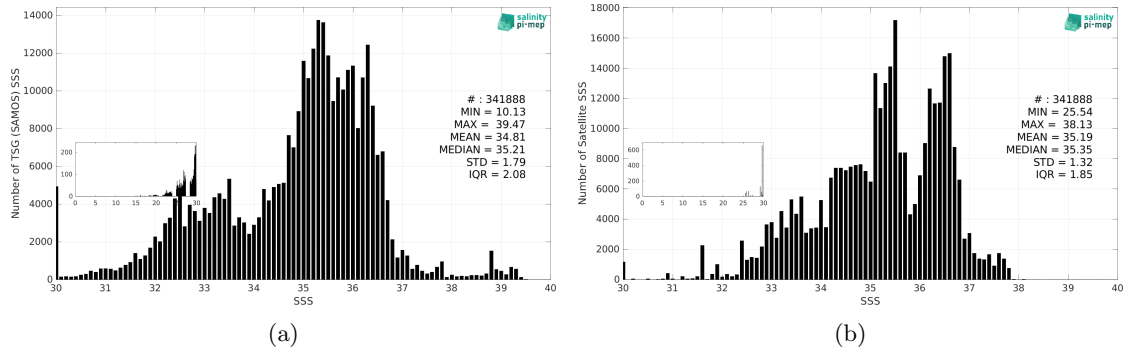 14000
12000
10000
8000
6000
4000
2000
0
Number of TSG (SAMOS) SSS
30 31 32 33 34 35 36 37 38 39 40
SSS
salinity
pi-mep
# : 341888
MIN = 10.13
MAX = 39.47
MEAN = 34.81
MEDIAN = 35.21
STD = 1.79
IQR = 2.08
200
100
0
0 5 10 15 20 25 30
(a)
18000
16000
14000
12000
10000
8000
6000
4000
2000
0
Number of Satellite SSS
30 31 32 33 34 35 36 37 38 39 40
SSS
salinity
pi-mep
# : 341888
MIN = 25.54
MAX = 38.13
MEAN = 35.19
MEDIAN = 35.35
STD = 1.32
IQR = 1.85
600
400
200
0
0 5 10 15 20 25 30
(b)